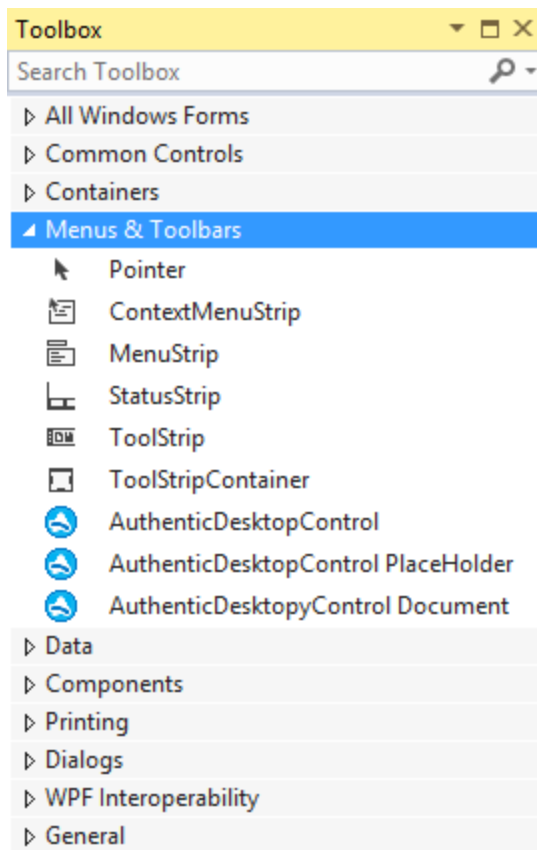 Toolbox
Search Toolbox
All Windows Forms
Common Controls
Containers
Menus & Toolbars
Pointer
ContextMenuStrip
MenuStrip
StatusStrip
ToolStrip
ToolStripContainer
AuthenticDesktopControl
AuthenticDesktopControl PlaceHolder
AuthenticDesktopyControl Document
Data
Components
Printing
Dialogs
WPF Interoperability
General